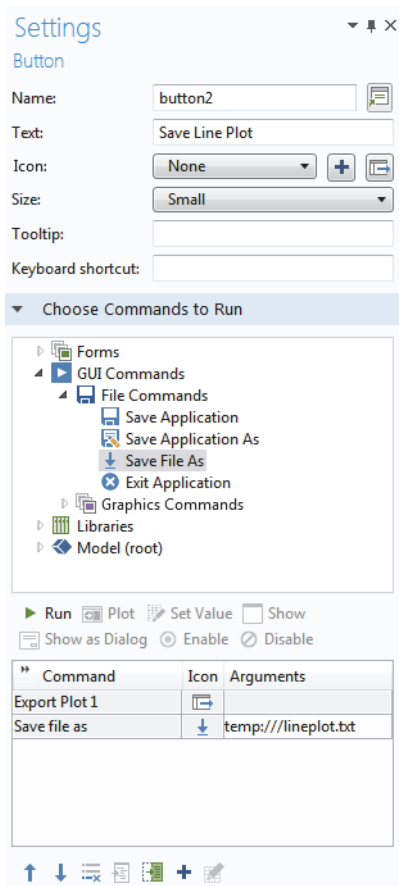 Settings
Button
Name: button2
Text: Save Line Plot
Icon: None
Size: Small
Tooltip:
Keyboard shortcut:
Choose Commands to Run
Forms
GUI Commands
File Commands
Save Application
Save Application As
Save File As
Exit Application
Graphics Commands
Libraries
Model (root)
Run Plot Set Value Show
Show as Dialog Enable Disable
Command Icon Arguments
Export Plot 1
Save file as temp:///lineplot.txt